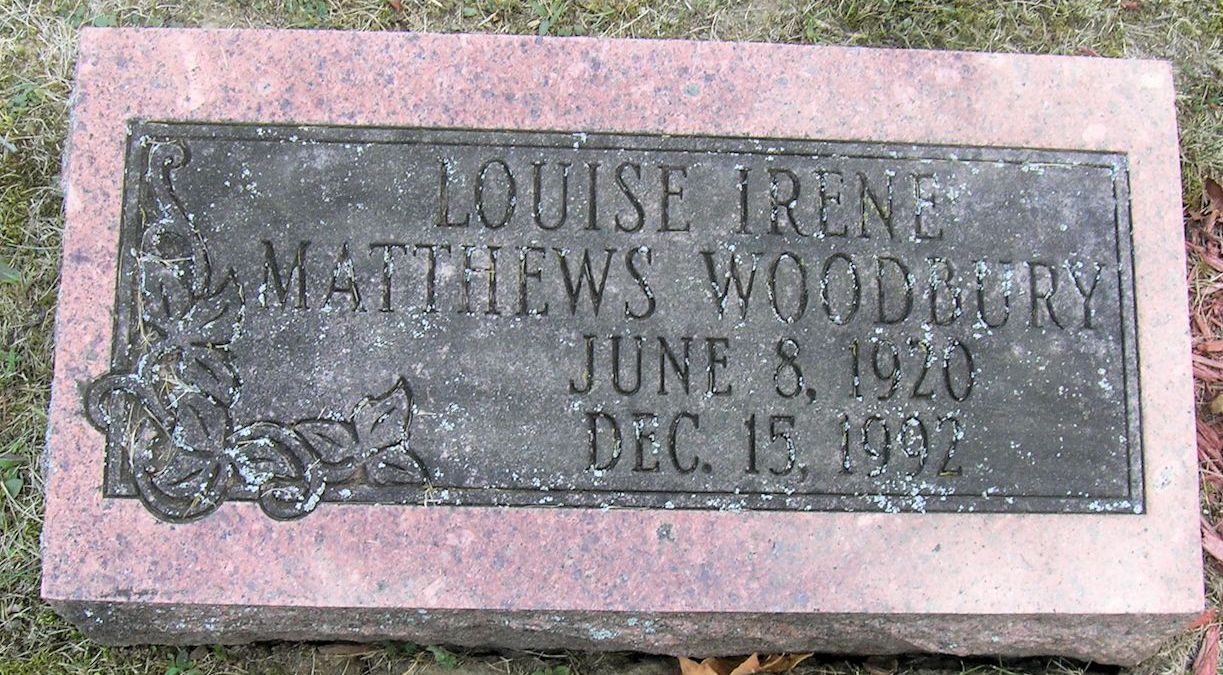 LOUISE IRENE
MATTHEWS WOODBURY
JUNE 8, 1920
DEC. 15, 1992